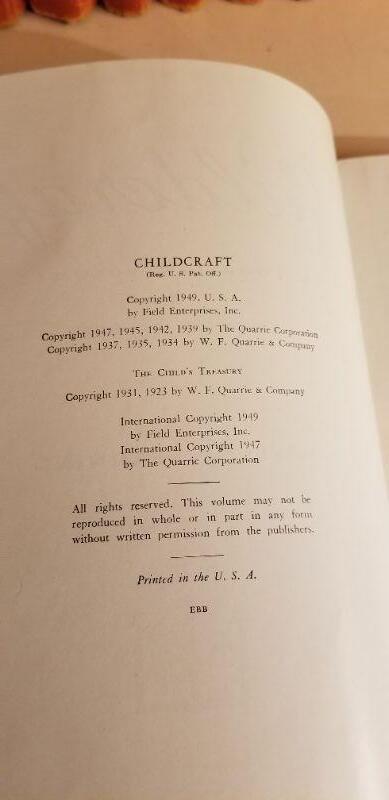 CHILDCRAFT
(Reg. U. S. Pat. Off.)
Copyright 1949, U. S. A.
by Field Enterprises, Inc.
Copyright 1947, 1945, 1942, 1939 by The Quarrie Corporation
Copyright 1937, 1935, 1934 by W. F. Quarrie & Company
THE CHILD'S TREASURY
Copyright 1931, 1923 by W. F. Quarrie & Company
International Copyright 1949
by Field Enterprises, Inc.
International Copyright 1947
by The Quarrie Corporation
All rights reserved. This volume may not be
reproduced in whole or in part in any form
without written permission from the publishers.
Printed in the U. S. A.
EBB